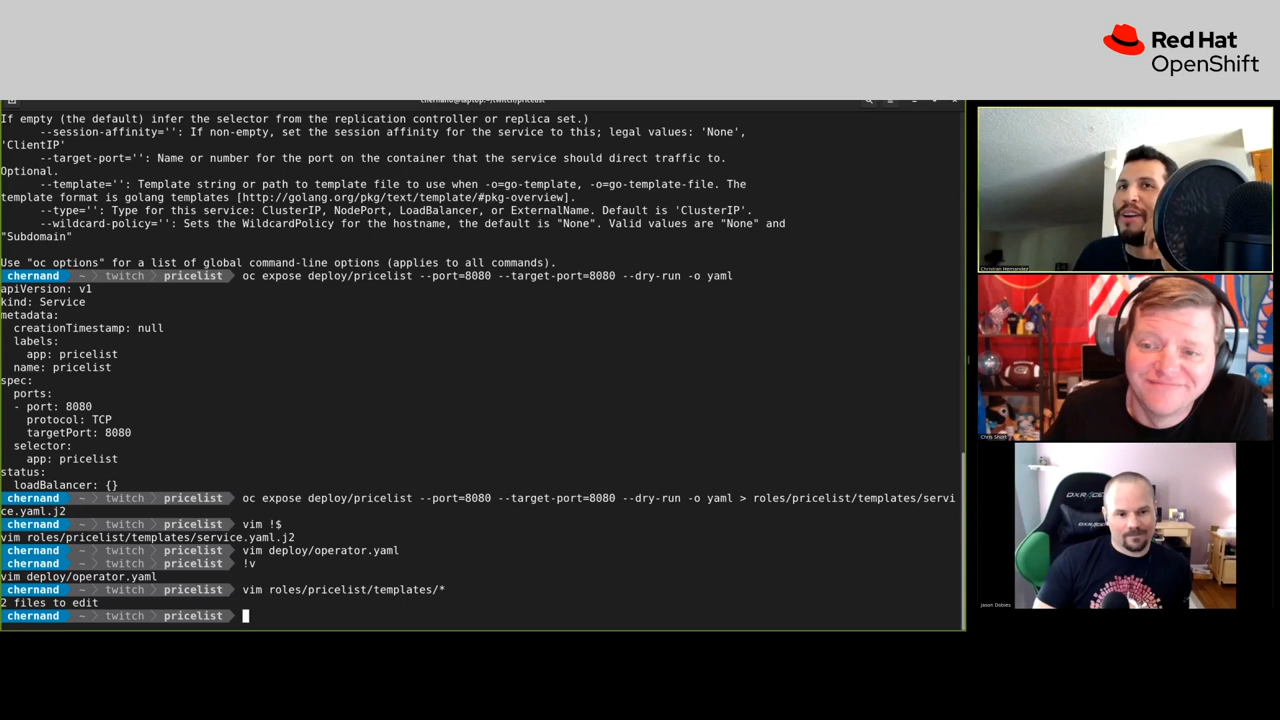 Red Hat
OpenShift
chernand@laptop:~/twitch/pricelist
If empty (the default) infer the selector from the replication controller or replica set.)
--session-affinity='': If non-empty, set the session affinity for the service to this; legal values: 'None',
'ClientIP'
--target-port='': Name or number for the port on the container that the service should direct traffic to.
Optional.
--template='': Template string or path to template file to use when -o=go-template, -o=go-template-file. The
template format is golang templates [http://golang.org/pkg/text/template/#pkg-overview].
--type='': Type for this service: ClusterIP, NodePort, LoadBalancer, or ExternalName. Default is 'ClusterIP'.
--wildcard-policy='': Sets the WildcardPolicy for the hostname, the default is "None". Valid values are "None" and
"Subdomain"
Use "oc options" for a list of global command-line options (applies to all commands).
chernand ~ twitch pricelist oc expose deploy/pricelist --port=8080 --target-port=8080 --dry-run -o yaml
apiVersion: v1
kind: Service
metadata:
creationTimestamp: null
labels:
app: pricelist
name: pricelist
spec:
ports:
- port: 8080
protocol: TCP
targetPort: 8080
selector:
app: pricelist
status:
loadBalancer: {}
chernand ~ twitch pricelist oc expose deploy/pricelist --port=8080 --target-port=8080 --dry-run -o yaml > roles/pricelist/templates/servi
ce.yaml.j2
chernand ~ twitch pricelist vim !$
vim roles/pricelist/templates/service.yaml.j2
chernand ~ twitch pricelist vim deploy/operator.yaml
chernand ~ twitch pricelist !v
vim deploy/operator.yaml
chernand ~ twitch pricelist vim roles/pricelist/templates/*
2 files to edit
chernand ~ twitch pricelist
Christian Hernandez
Chris Short
DXRACER
Jason Dobies